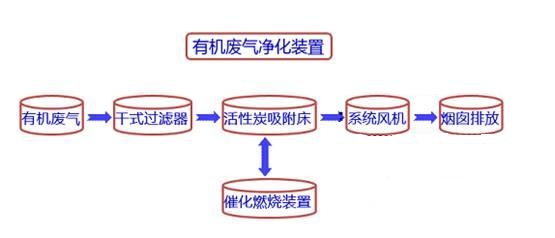 有机废气净化装置
有机废气
干式过滤器
活性炭吸附床
系统风机
烟囱排放
催化燃烧装置